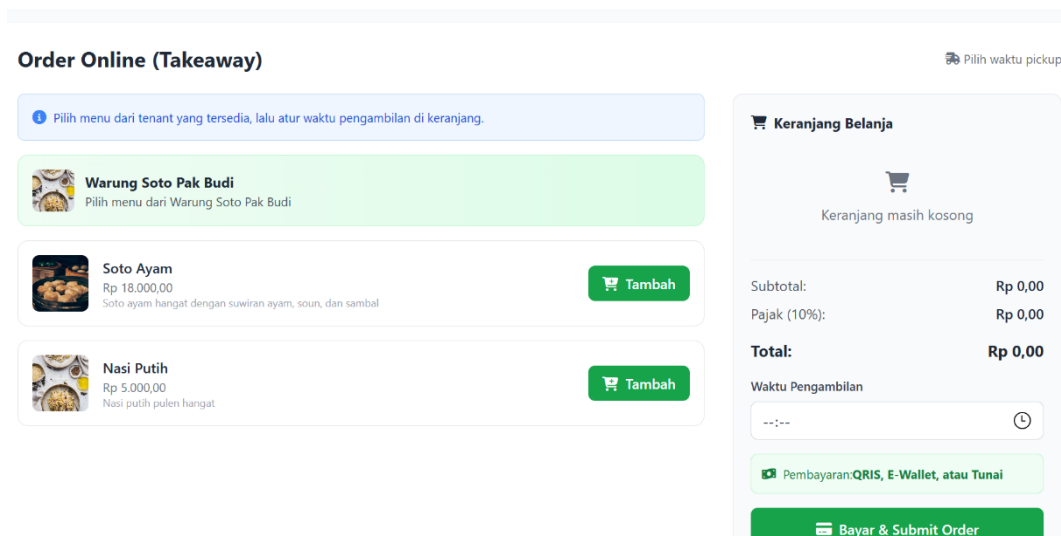 Order Online (Takeaway)
Pilih waktu pickup
Pilih menu dari tenant yang tersedia, lalu atur waktu pengambilan di keranjang.
Warung Soto Pak Budi
Pilih menu dari Warung Soto Pak Budi
Soto Ayam
Rp 18.000,00
Soto ayam hangat dengan suwiran ayam, soun, dan sambal
Tambah
Nasi Putih
Rp 5.000,00
Nasi putih pulen hangat
Tambah
Keranjang Belanja
Keranjang masih kosong
Subtotal: Rp 0,00
Pajak (10%): Rp 0,00
Total: Rp 0,00
Waktu Pengambilan
--:--
Pembayaran:QRIS, E-Wallet, atau Tunai
Bayar & Submit Order